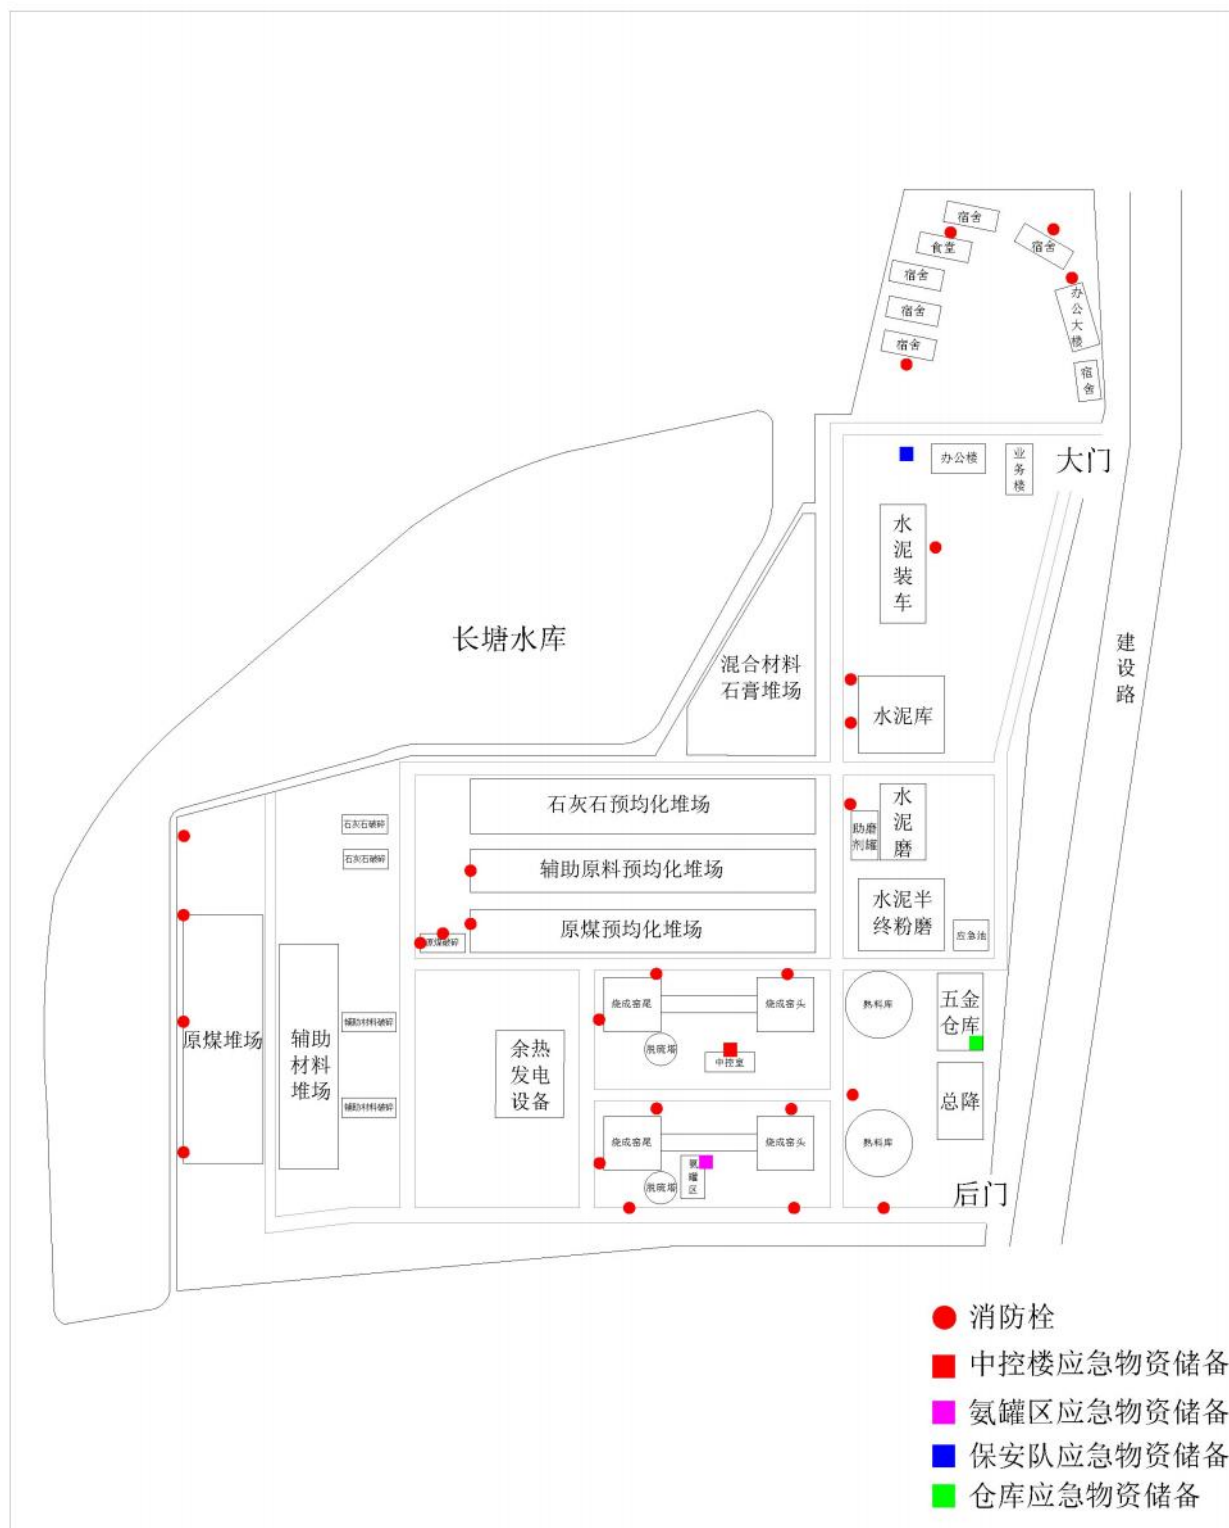 宿舍
食堂
宿舍
宿舍
宿舍
宿舍
办公大楼
宿舍
办公楼
业务楼
大门
水泥装车
长塘水库
混合材料
石膏堆场
建设路
水泥库
石灰石预均化堆场
水泥磨
助磨
剂罐
石灰石破碎
石灰石破碎
辅助原料预均化堆场
水泥半
终粉磨
原煤预均化堆场
原煤破碎
应急池
烧成窑尾
烧成窑头
熟料库
五金
仓库
辅助材料破碎
原煤堆场
辅助
材料
堆场
余热
发电
设备
脱硫塔
中控室
总降
辅助材料破碎
烧成窑尾
烧成窑头
熟料库
氨罐区
脱硫塔
后门
消防栓
中控楼应急物资储备
氨罐区应急物资储备
保安队应急物资储备
仓库应急物资储备